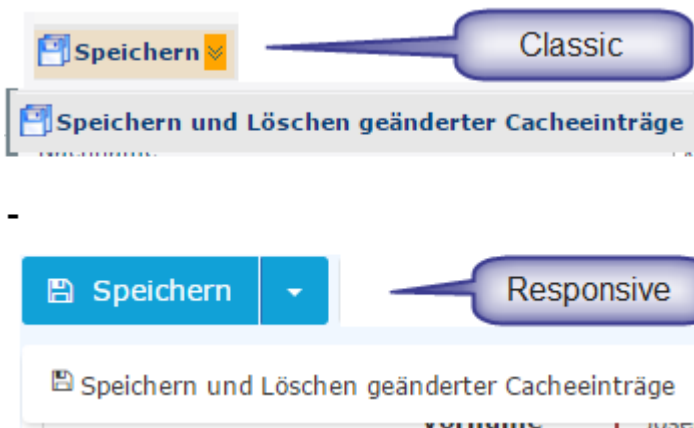 Speichern
Classic
Speichern und Löschen geänderter Cacheeinträge
-
Speichern
Responsive
Speichern und Löschen geänderter Cacheeinträge